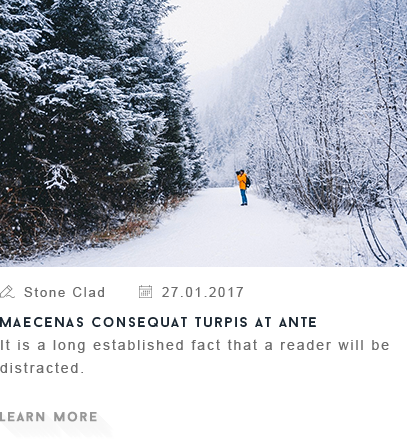 Stone Clad 27.01.2017
MAECENAS CONSEQUAT TURPIS AT ANTE
It is a long established fact that a reader will be
distracted.
LEARN MORE